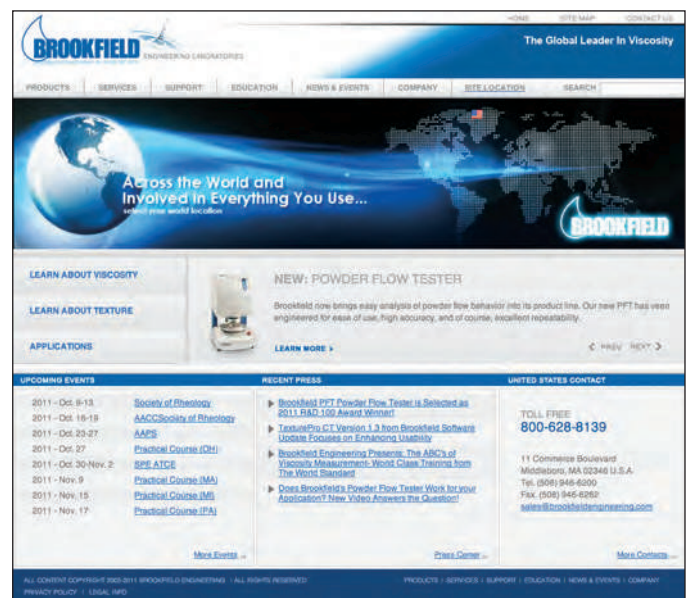 HOME SITE MAP CONTACT US
BROOKFIELD ENGINEERING LABORATORIES
The Global Leader In Viscosity
PRODUCTS SERVICES SUPPORT EDUCATION NEWS & EVENTS COMPANY SITE LOCATION SEARCH
Across the World and
Involved in Everything You Use...
select your world location
BROOKFIELD
LEARN ABOUT VISCOSITY
LEARN ABOUT TEXTURE
APPLICATIONS
NEW: POWDER FLOW TESTER
Brookfield now brings easy analysis of powder flow behavior into its product line. Our new PFT has been
engineered for ease of use, high accuracy, and of course, excellent repeatability.
LEARN MORE
PREV NEXT
UPCOMING EVENTS
2011 - Oct. 9-13 Society of Rheology
2011 - Oct. 16-19 AACCSociaty of Rheology
2011 - Oct. 23-27 AAPS
2011 - Oct. 27 Practical Course (OH)
2011 - Oct. 30-Nov. 2 SPE ATCE
2011 - Nov. 9 Practical Course (MA)
2011 - Nov. 15 Practical Course (MI)
2011 - Nov. 17 Practical Course (PA)
More Events ...
RECENT PRESS
Brookfield PFT Powder Flow Tester is Selected as
2011 R&D 100 Award Winner!
TexturePro CT Version 1.3 from Brookfield Software
Update Focuses on Enhancing Usability
Brookfield Engineering Presents: The ABC's of
Viscosity Measurement- World Class Training from
The World Standard
Does Brookfield's Powder Flow Tester Work for your
Application? New Video Answers the Question!
Press Corner ...
UNITED STATES CONTACT
TOLL FREE
800-628-8139
11 Commerce Boulevard
Middleboro, MA 02346 U.S.A.
Tel. (508) 946-6200
Fax. (508) 946-6262
sales@brookfieldengineering.com
More Contacts ...
ALL CONTENT COPYRIGHT 2002-2011 BROOKFIELD ENGINEERING | ALL RIGHTS RESERVED
PRIVACY POLICY | LEGAL INFO
PRODUCTS | SERVICES | SUPPORT | EDUCATION | NEWS & EVENTS | COMPANY